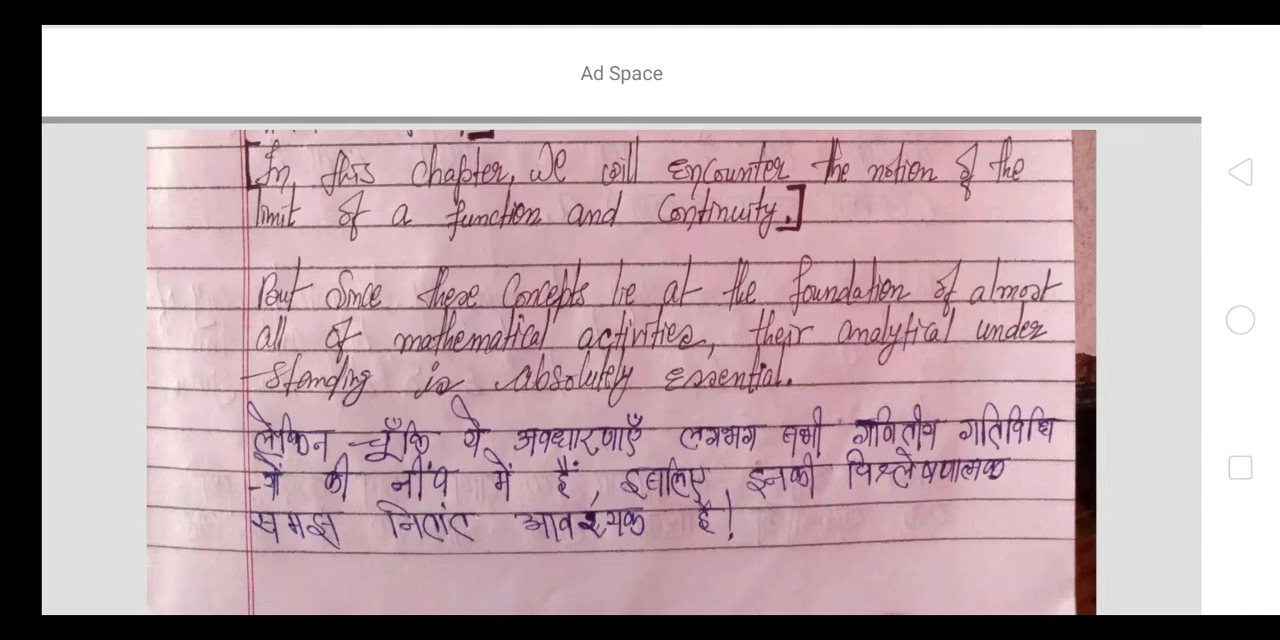 Ad Space
[In this chapter, we will encounter the notion of the
limit of a function and continuity.]
But since these concepts lie at the foundation of almost
all of mathematical activities, their analytical under
-standing is absolutely essential.
लेकिन चूँकि ये अवधारणाएँ लगभग सभी गणितीय गतिविधि
-यों की नींव में हैं, इसलिए इनकी विश्लेषणात्मक
समझ नितांत आवश्यक है!